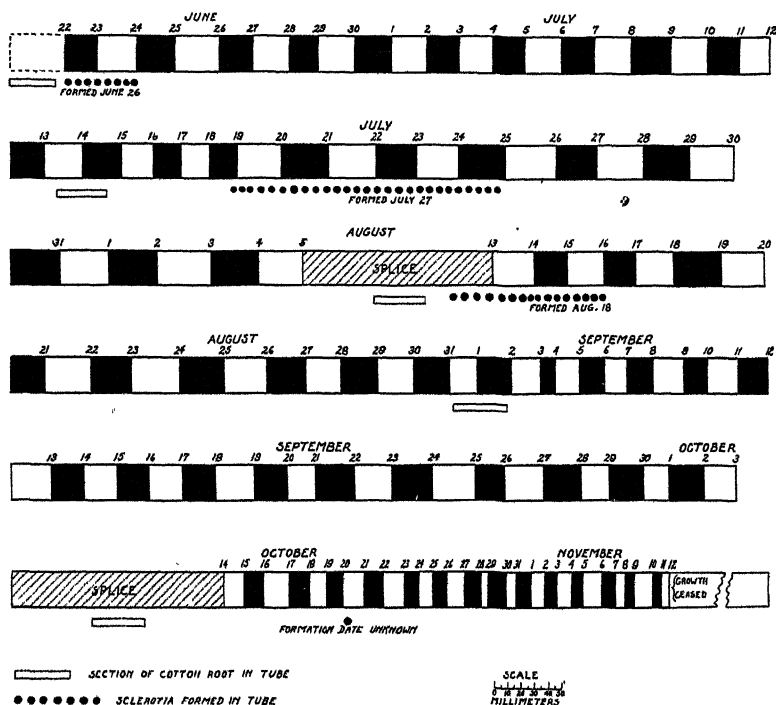 JUNE JULY
22 23 24 25 26 27 28 29 30 1 2 3 4 5 6 7 8 9 10 11 12
FORMED JUNE 26
JULY
13 14 15 16 17 18 19 20 21 22 23 24 25 26 27 28 29 30
FORMED JULY 27
AUGUST
31 1 2 3 4 5 13 14 15 16 17 18 19 20
SPLICE
FORMED AUG. 18
AUGUST SEPTEMBER
21 22 23 24 25 26 27 28 29 30 31 1 2 3 4 5 6 7 8 9 10 11 12
SEPTEMBER OCTOBER
13 14 15 16 17 18 19 20 21 22 23 24 25 26 27 28 29 30 1 2 3
OCTOBER NOVEMBER
14 15 16 17 18 19 20 21 22 23 24 25 26 27 28 29 30 31 1 2 3 4 5 6 7 8 9 10 11 12
SPLICE
GROWTH
CEASED
FORMATION DATE UNKNOWN
SECTION OF COTTON ROOT IN TUBE
SCLEROTIA FORMED IN TUBE
SCALE
0 10 20 30 40 50
MILLIMETERS